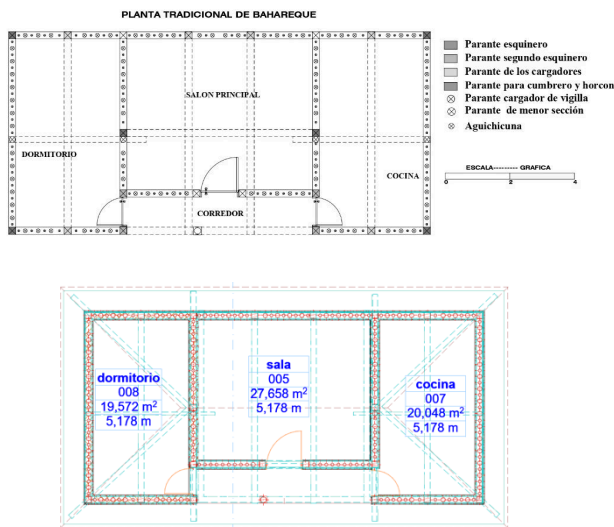 PLANTA TRADICIONAL DE BAHAREQUE
SALON PRINCIPAL
DORMITORIO
COCINA
CORREDOR
Parante esquinero
Parante segundo esquinero
Parante de los cargadores
Parante para cumbrero y horcon
Parante cargador de vigilla
Parante de menor sección
Aguichicuna
ESCALA---------- GRAFICA
0 2 4
dormitorio
008
19,572 m²
5,178 m
sala
005
27,658 m²
5,178 m
cocina
007
20,048 m²
5,178 m